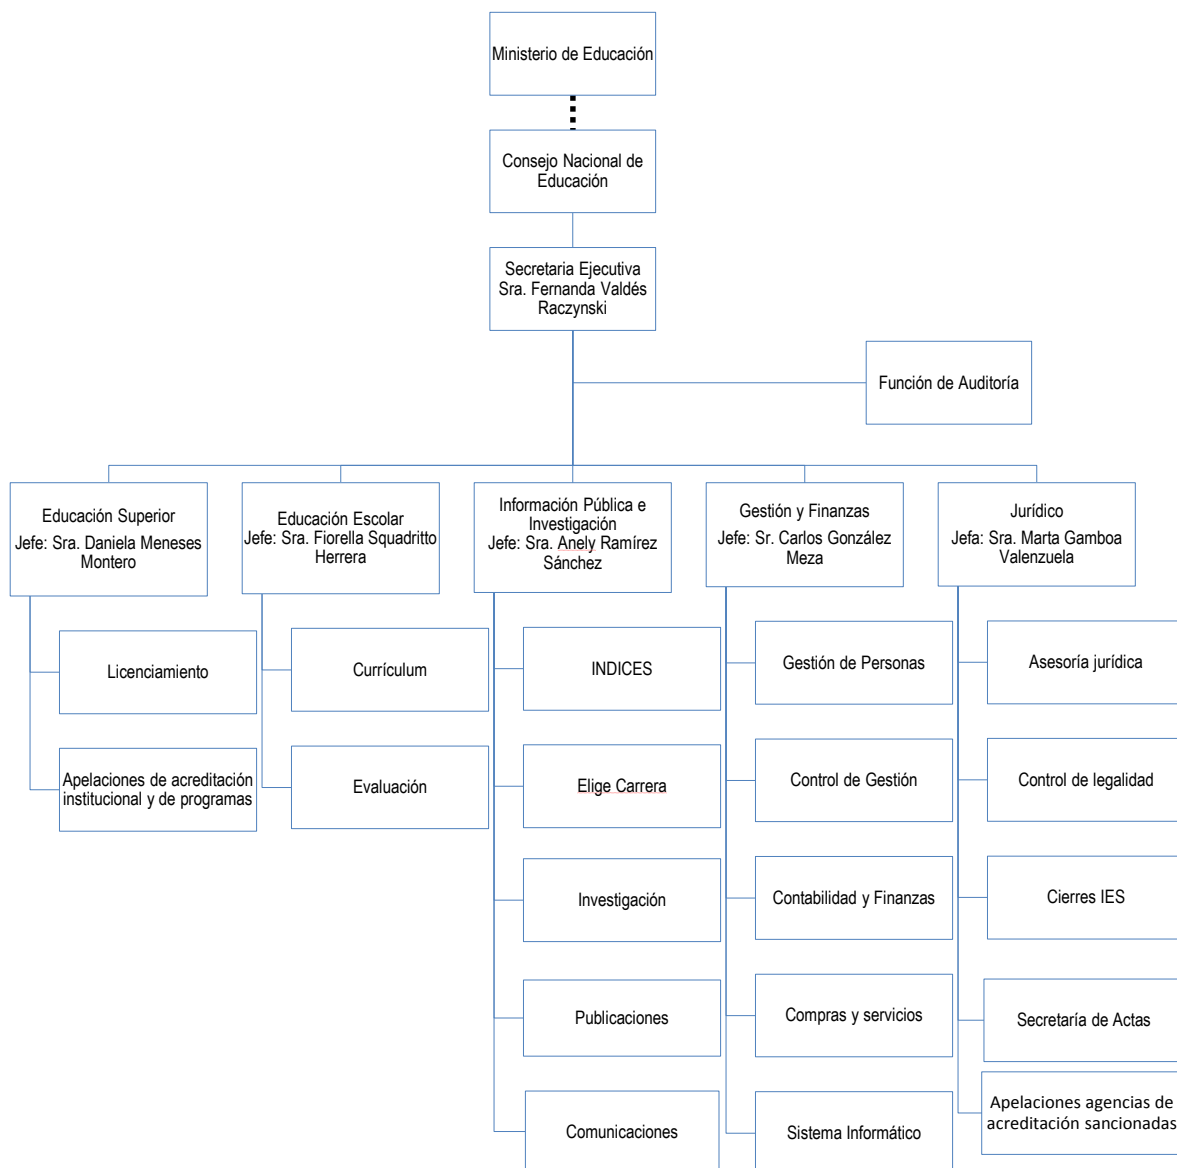 Ministerio de Educación
Consejo Nacional de
Educación
Secretaria Ejecutiva
Sra. Fernanda Valdés
Raczynski
Función de Auditoría
Educación Superior
Jefe: Sra. Daniela Meneses
Montero
Licenciamiento
Apelaciones de acreditación
institucional y de programas
Educación Escolar
Jefe: Sra. Fiorella Squadritto
Herrera
Currículum
Evaluación
Información Pública e
Investigación
Jefe: Sra. Anely Ramírez
Sánchez
INDICES
Elige Carrera
Investigación
Publicaciones
Comunicaciones
Gestión y Finanzas
Jefe: Sr. Carlos González
Meza
Gestión de Personas
Control de Gestión
Contabilidad y Finanzas
Compras y servicios
Sistema Informático
Jurídico
Jefa: Sra. Marta Gamboa
Valenzuela
Asesoría jurídica
Control de legalidad
Cierres IES
Secretaría de Actas
Apelaciones agencias de
acreditación sancionadas